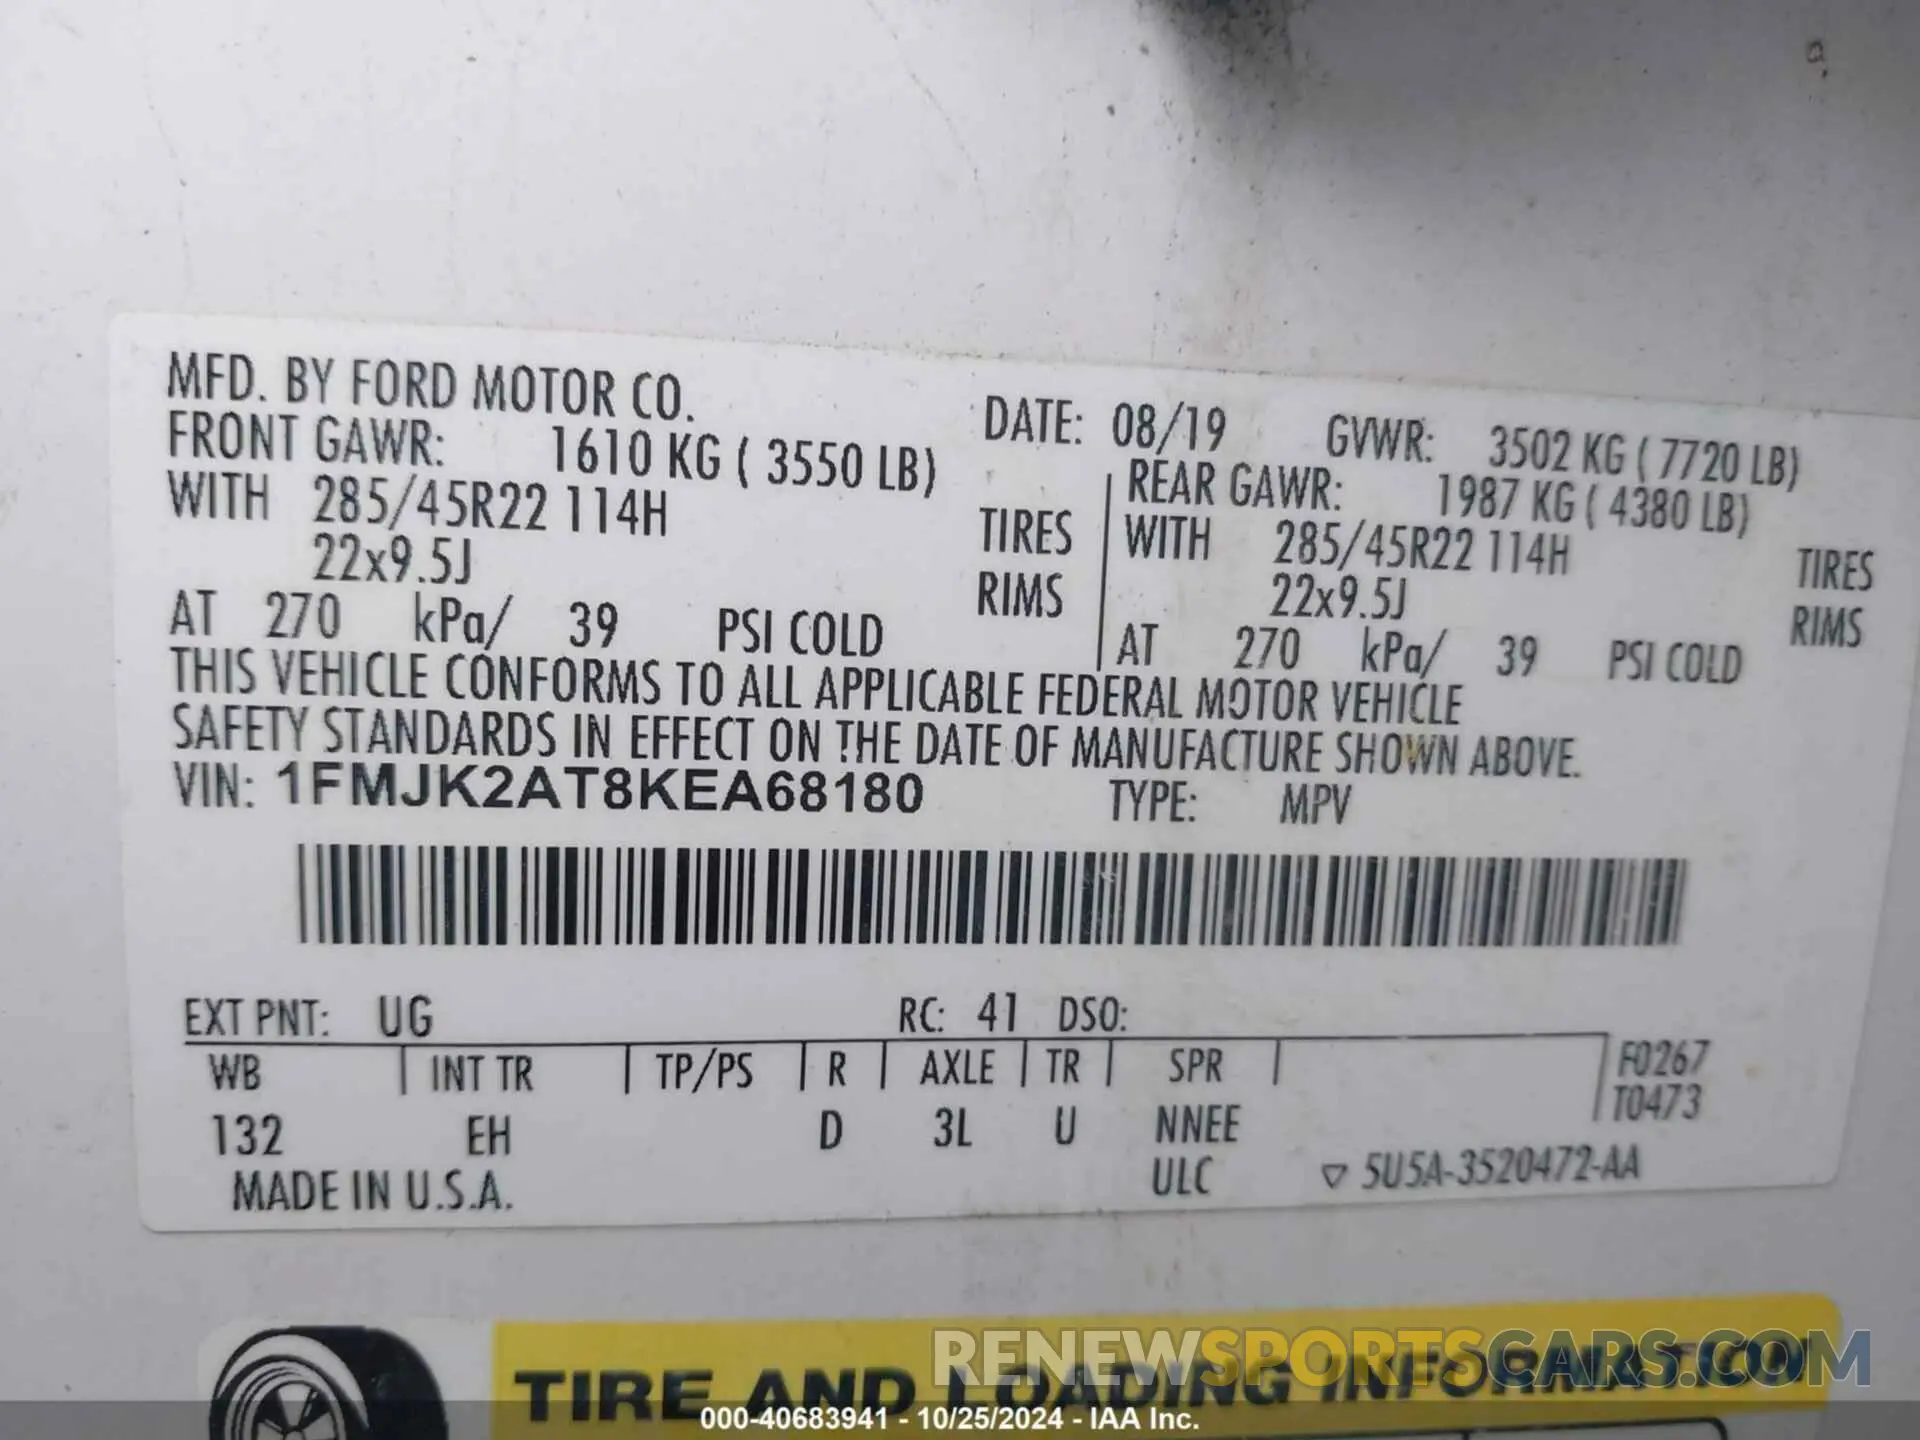 MFD. BY FORD MOTOR CO.
DATE: 08/19 GVWR: 3502 KG ( 7720 LB)
FRONT GAWR: 1610 KG ( 3550 LB)
WITH 285/45R22 114H TIRES
22x9.5J RIMS
AT 270 kPa/ 39 PSI COLD
REAR GAWR: 1987 KG ( 4380 LB)
WITH 285/45R22 114H TIRES
22x9.5J RIMS
AT 270 kPa/ 39 PSI COLD
THIS VEHICLE CONFORMS TO ALL APPLICABLE FEDERAL MOTOR VEHICLE
SAFETY STANDARDS IN EFFECT ON THE DATE OF MANUFACTURE SHOWN ABOVE.
VIN: 1FMJK2AT8KEA68180 TYPE: MPV
EXT PNT: UG RC: 41 DSO:
WB INT TR TP/PS R AXLE TR SPR F0267
T0473
132 EH D 3L U NNEE
MADE IN U.S.A. ULC ▽ 5U5A-3520472-AA
TIRE AND LOADING INFORMATION
RENEWSPORTSCARS.COM
000-40683941 - 10/25/2024 - IAA Inc.